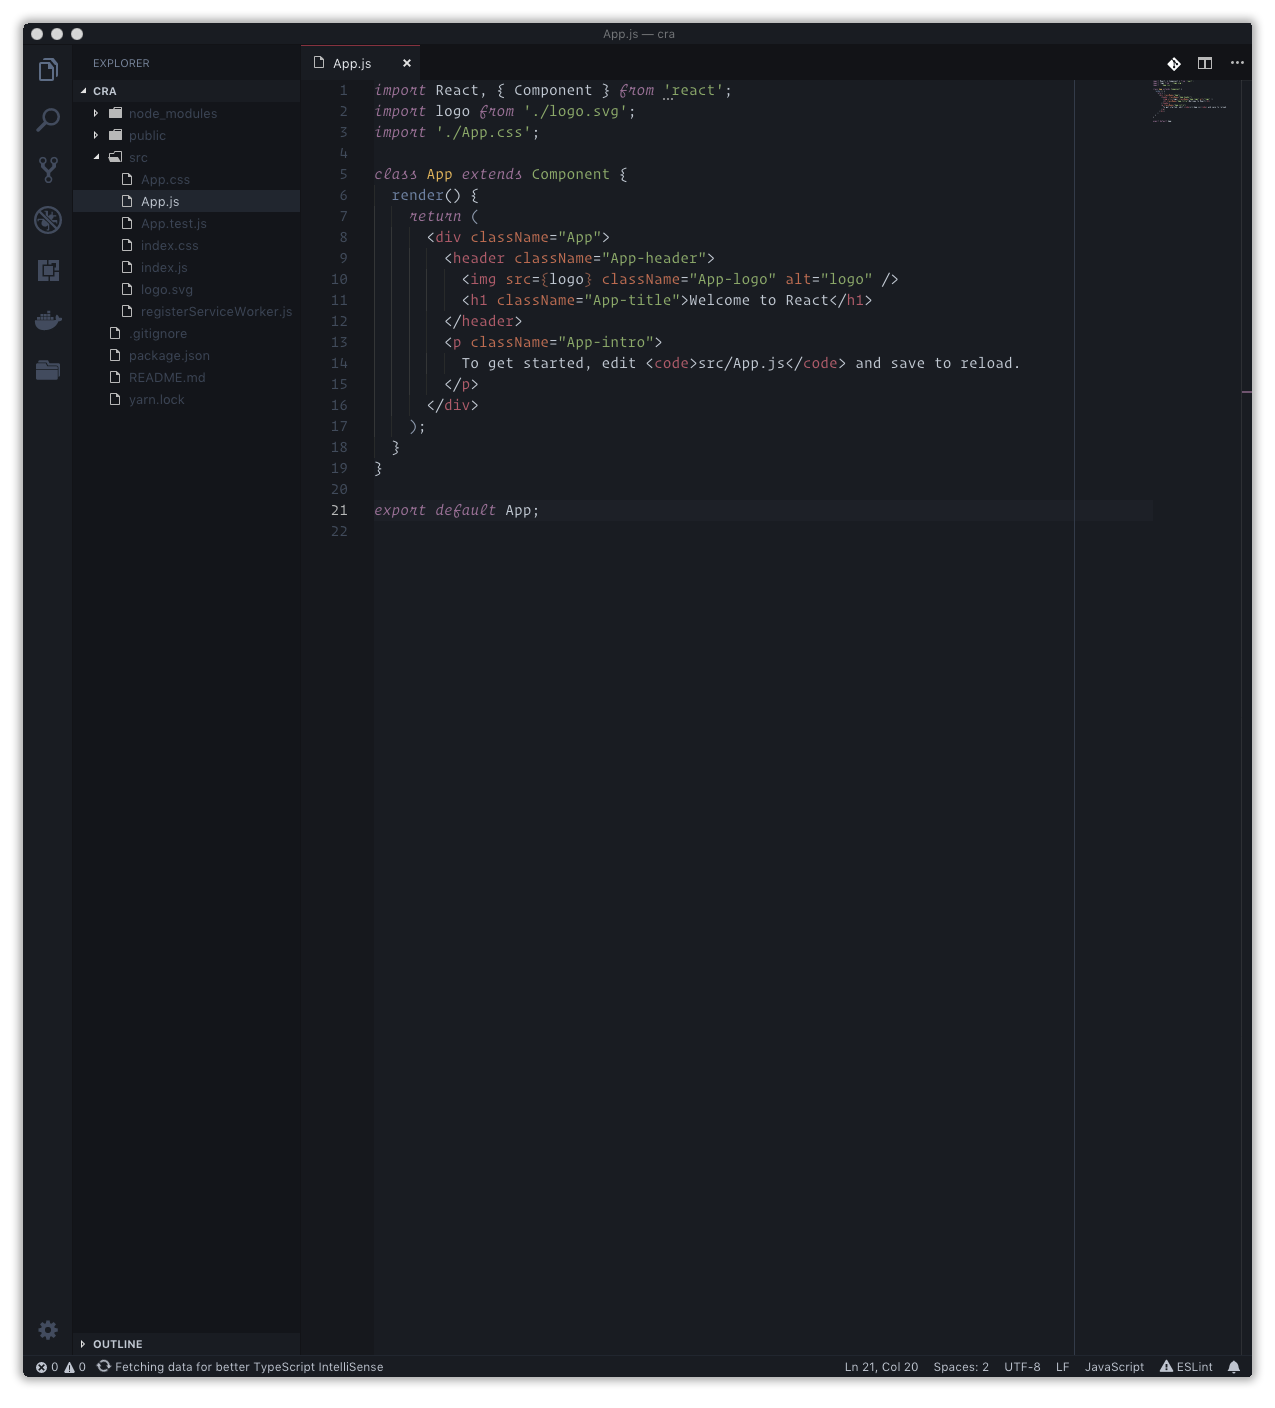 App.js — cra
EXPLORER
CRA
node_modules
public
src
App.css
App.js
App.test.js
index.css
index.js
logo.svg
registerServiceWorker.js
.gitignore
package.json
README.md
yarn.lock
OUTLINE
App.js ×
1 import React, { Component } from 'react';
2 import logo from './logo.svg';
3 import './App.css';
4
5 class App extends Component {
6   render() {
7     return (
8       <div className="App">
9         <header className="App-header">
10           <img src={logo} className="App-logo" alt="logo" />
11           <h1 className="App-title">Welcome to React</h1>
12         </header>
13         <p className="App-intro">
14           To get started, edit <code>src/App.js</code> and save to reload.
15         </p>
16       </div>
17     );
18   }
19 }
20
21 export default App;
22
0 0 Fetching data for better TypeScript IntelliSense
Ln 21, Col 20 Spaces: 2 UTF-8 LF JavaScript ESLint